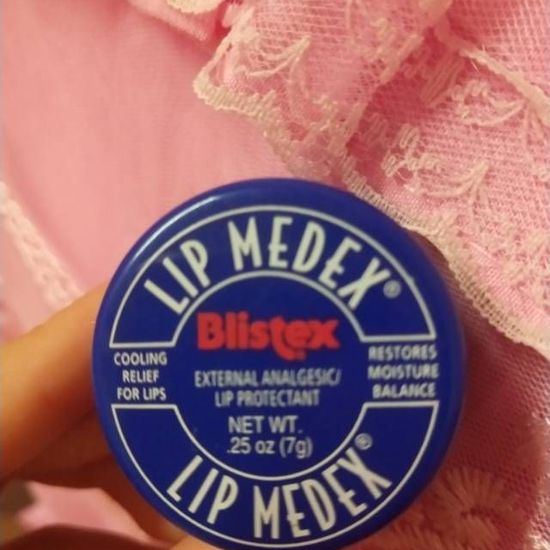 LIP MEDEX®
Blistex®
COOLING
RELIEF
FOR LIPS
EXTERNAL ANALGESIC/
LIP PROTECTANT
RESTORES
MOISTURE
BALANCE
NET WT.
.25 oz (7g)
LIP MEDEX®